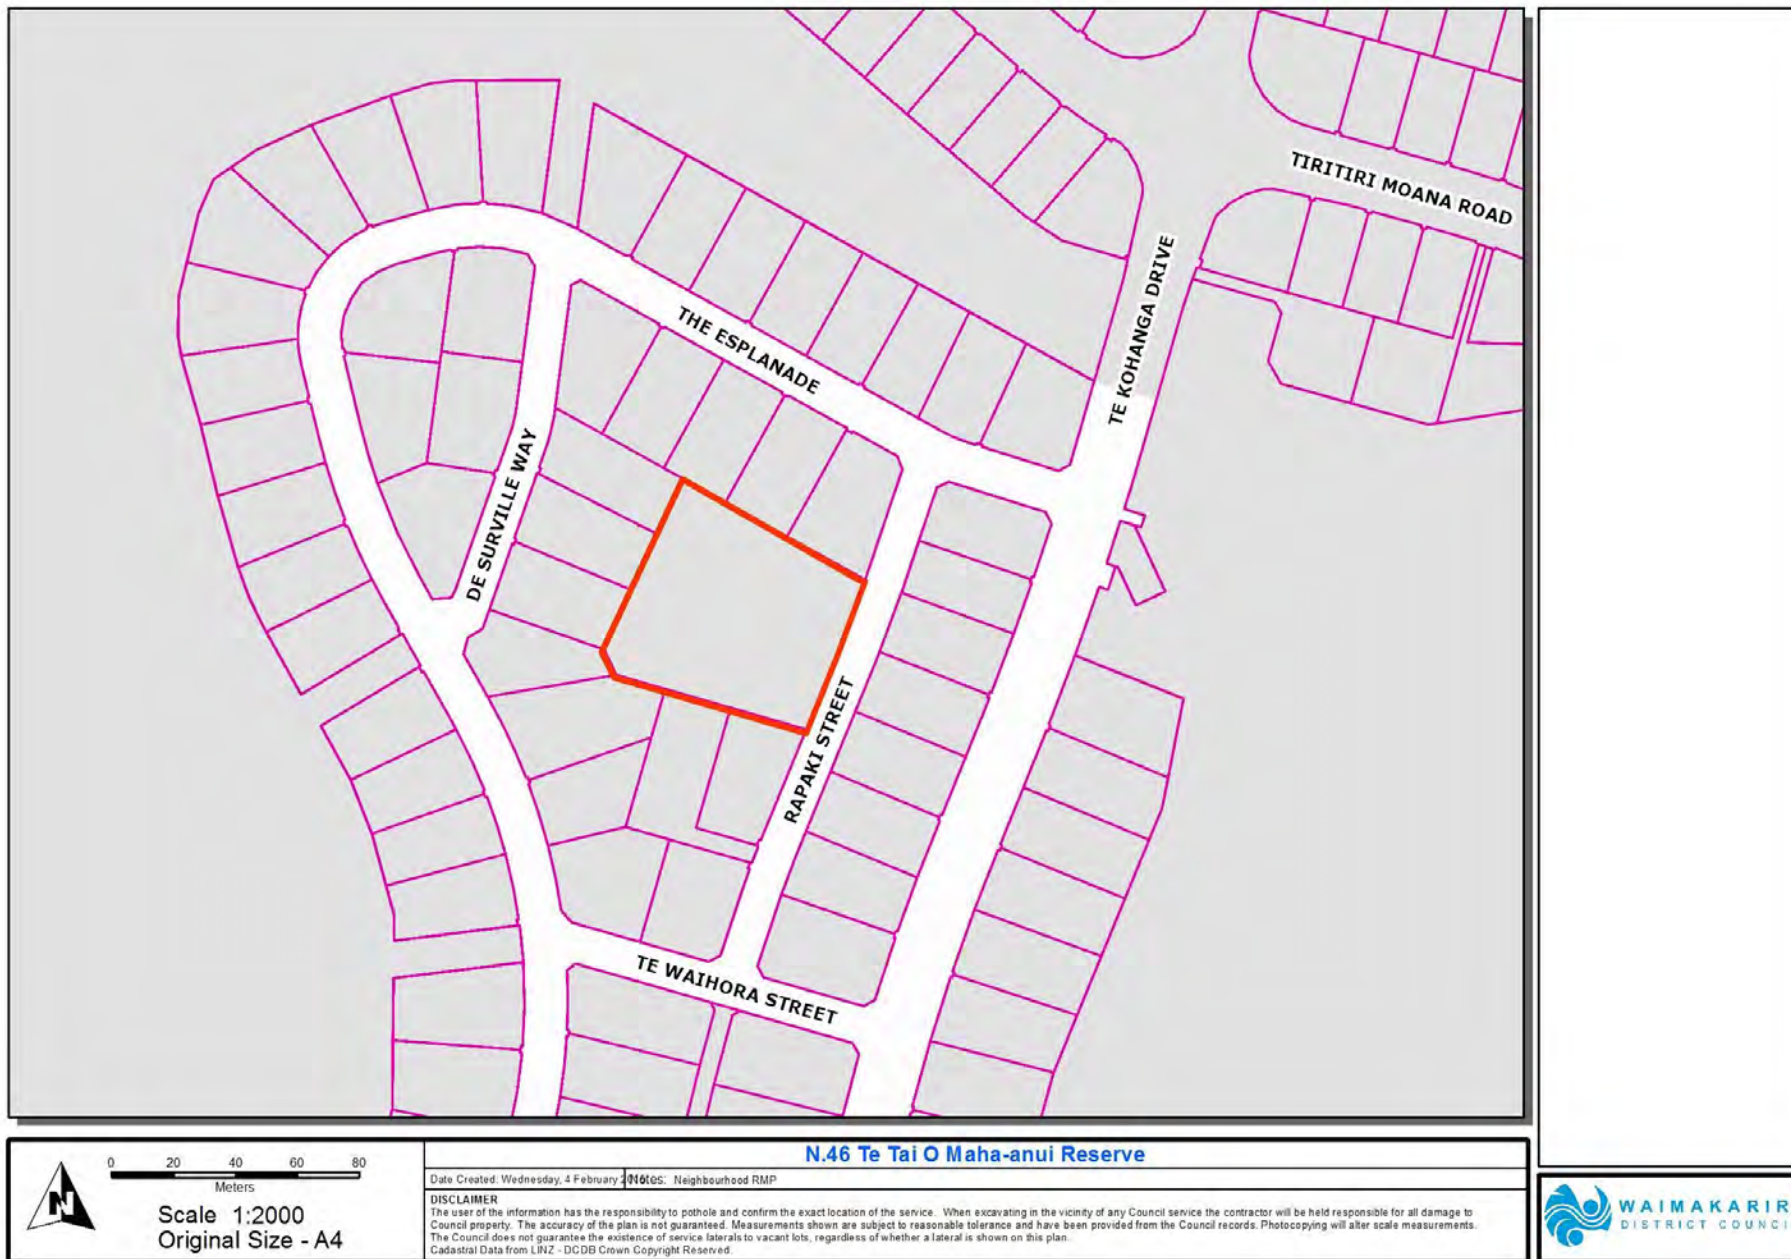 TIRITIRI MOANA ROAD
TE KOHANGA DRIVE
THE ESPLANADE
DE SURVILLE WAY
RAPAKI STREET
TE WAIHORA STREET
N
0 20 40 60 80
Meters
Scale 1:2000
Original Size - A4
N.46 Te Tai O Maha-anui Reserve
Date Created: Wednesday, 4 February Notes: Neighbourhood RMP
DISCLAIMER
The user of the information has the responsibility to pothole and confirm the exact location of the service. When excavating in the vicinity of any Council service the contractor will be held responsible for all damage to
Council property. The accuracy of the plan is not guaranteed. Measurements shown are subject to reasonable tolerance and have been provided from the Council records. Photocopying will alter scale measurements.
The Council does not guarantee the existence of service laterals to vacant lots, regardless of whether a lateral is shown on this plan.
Cadastral Data from LINZ - DCDB Crown Copyright Reserved.
WAIMAKARIR
DISTRICT COUNCI